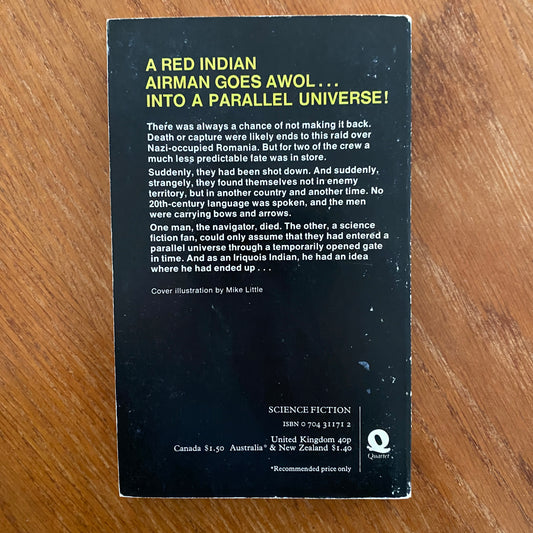 A RED INDIAN
AIRMAN GOES AWOL...
INTO A PARALLEL UNIVERSE!
There was always a chance of not making it back.
Death or capture were likely ends to this raid over
Nazi-occupied Romania. But for two of the crew a
much less predictable fate was in store.
Suddenly, they had been shot down. And suddenly,
strangely, they found themselves not in enemy
territory, but in another country and another time. No
20th-century language was spoken, and the men
were carrying bows and arrows.
One man, the navigator, died. The other, a science
fiction fan, could only assume that they had entered a
parallel universe through a temporarily opened gate
in time. And as an Iriquois Indian, he had an idea
where he had ended up...
Cover illustration by Mike Little
SCIENCE FICTION
ISBN 0 704 31171 2
United Kingdom 40p
Canada $1.50 Australia* & New Zealand $1.40
*Recommended price only
Q
Quartet